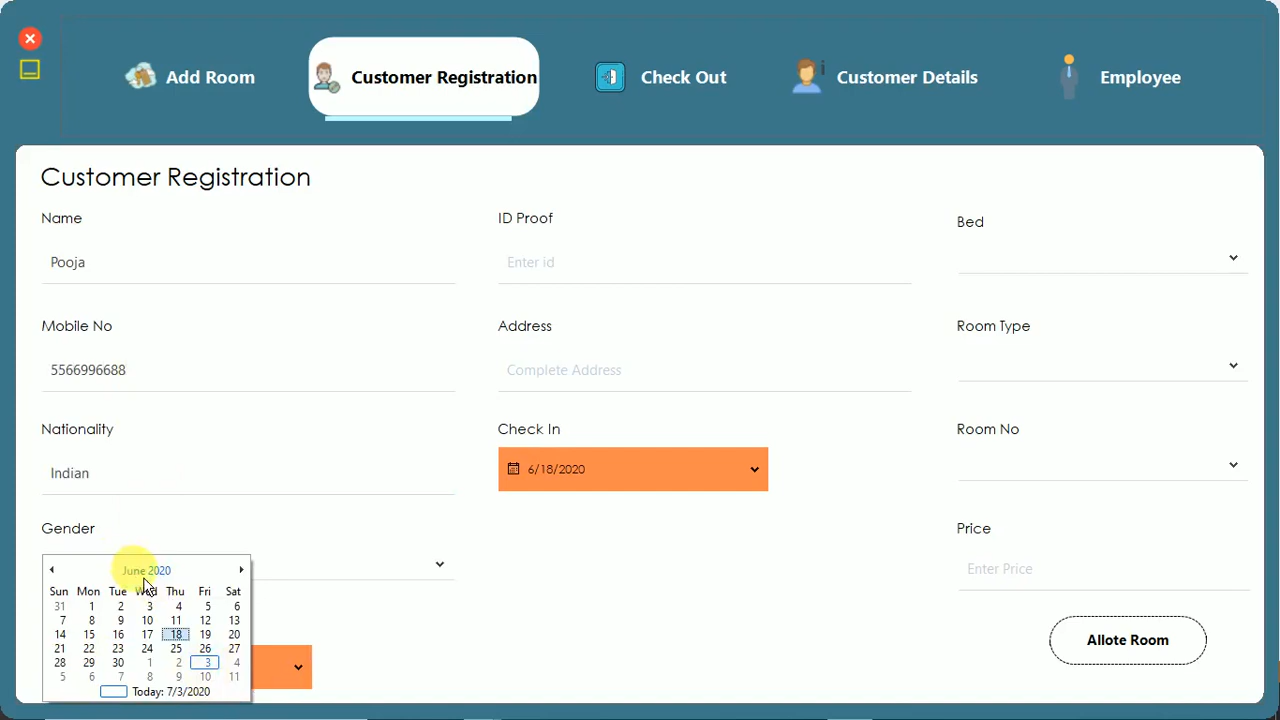 Add Room
Customer Registration
Check Out
Customer Details
Employee
Customer Registration
Name
Pooja
ID Proof
Enter id
Bed
Mobile No
5566996688
Address
Complete Address
Room Type
Nationality
Indian
Check In
6/18/2020
Room No
Gender
Price
Enter Price
June 2020
Sun Mon Tue Wed Thu Fri Sat
31 1 2 3 4 5 6
7 8 9 10 11 12 13
14 15 16 17 18 19 20
21 22 23 24 25 26 27
28 29 30 1 2 3 4
5 6 7 8 9 10 11
Today: 7/3/2020
Allote Room